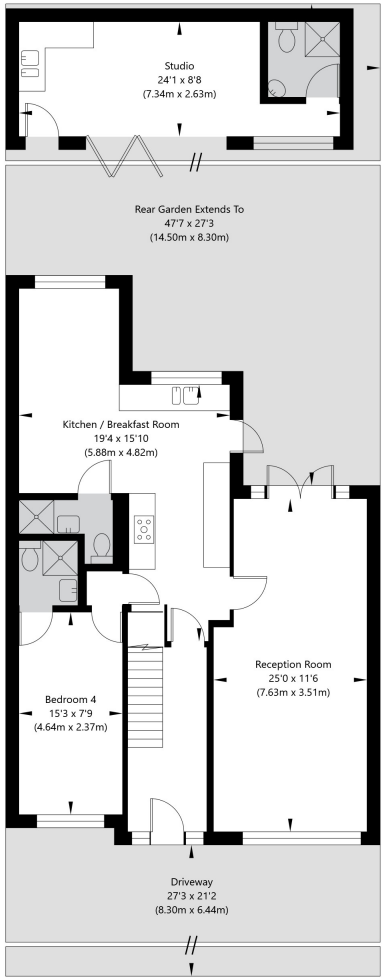 Studio
24'1 x 8'8
(7.34m x 2.63m)
Rear Garden Extends To
47'7 x 27'3
(14.50m x 8.30m)
Kitchen / Breakfast Room
19'4 x 15'10
(5.88m x 4.82m)
Reception Room
25'0 x 11'6
(7.63m x 3.51m)
Bedroom 4
15'3 x 7'9
(4.64m x 2.37m)
Driveway
27'3 x 21'2
(8.30m x 6.44m)